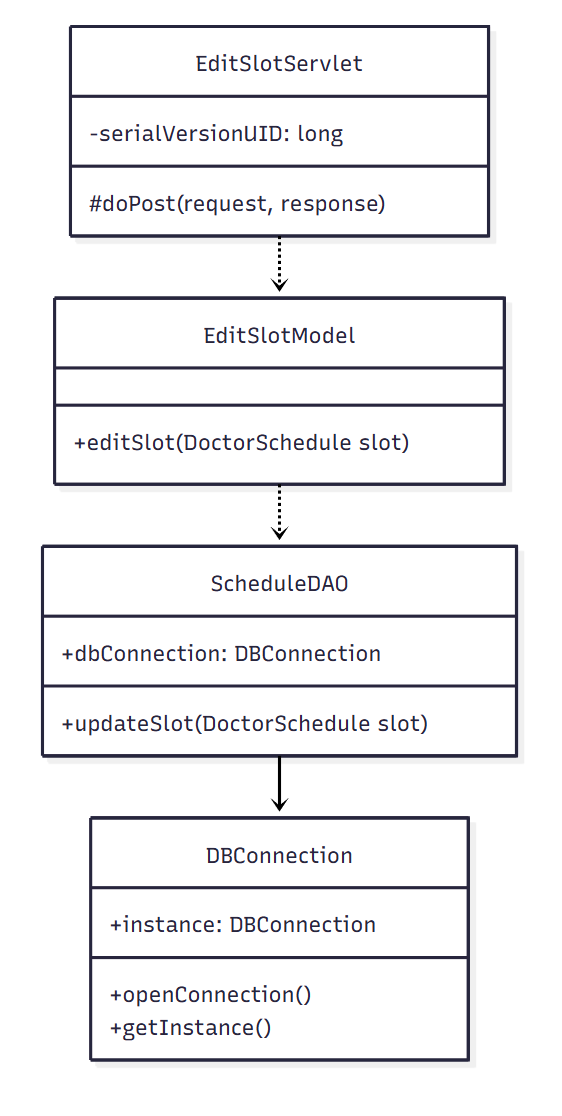 EditSlotServlet
-serialVersionUID: long
#doPost(request, response)
EditSlotModel
+editSlot(DoctorSchedule slot)
ScheduleDAO
+dbConnection: DBConnection
+updateSlot(DoctorSchedule slot)
DBConnection
+instance: DBConnection
+openConnection()
+getInstance()